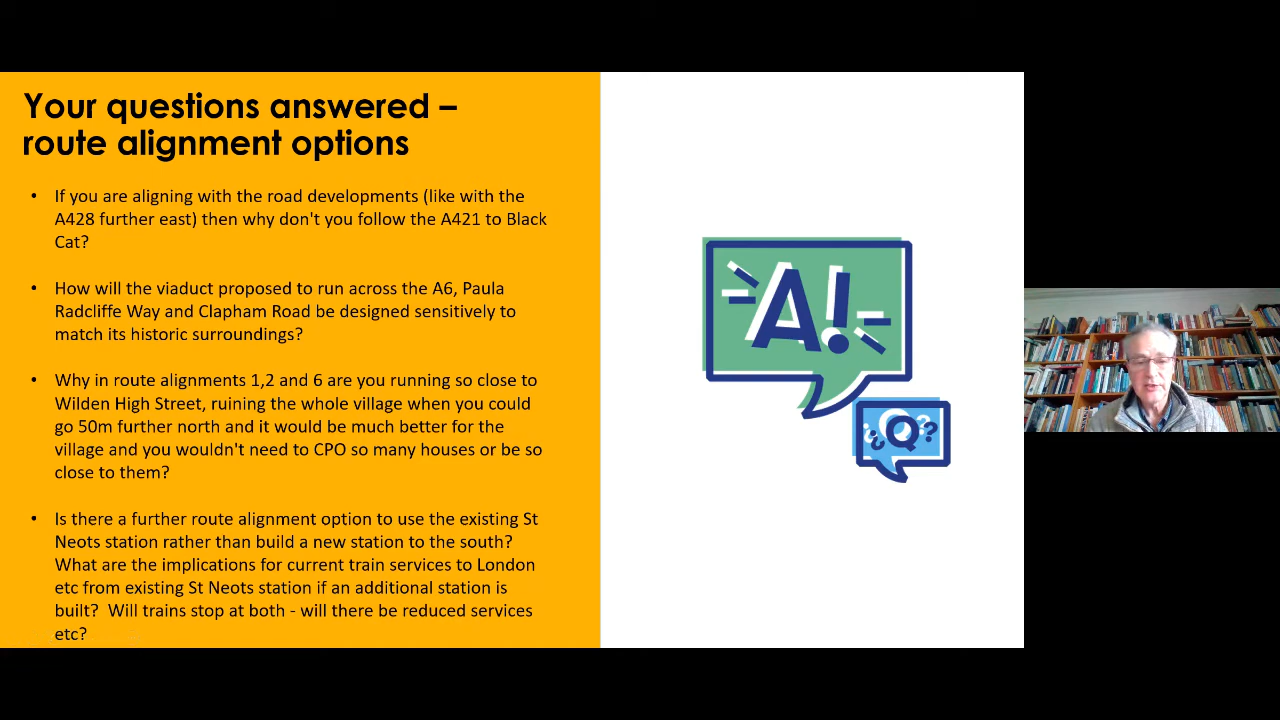 Your questions answered –
route alignment options
• If you are aligning with the road developments (like with the
A428 further east) then why don't you follow the A421 to Black
Cat?
• How will the viaduct proposed to run across the A6, Paula
Radcliffe Way and Clapham Road be designed sensitively to
match its historic surroundings?
• Why in route alignments 1,2 and 6 are you running so close to
Wilden High Street, ruining the whole village when you could
go 50m further north and it would be much better for the
village and you wouldn't need to CPO so many houses or be so
close to them?
• Is there a further route alignment option to use the existing St
Neots station rather than build a new station to the south?
What are the implications for current train services to London
etc from existing St Neots station if an additional station is
built?  Will trains stop at both - will there be reduced services
etc?
A!
¿Q?